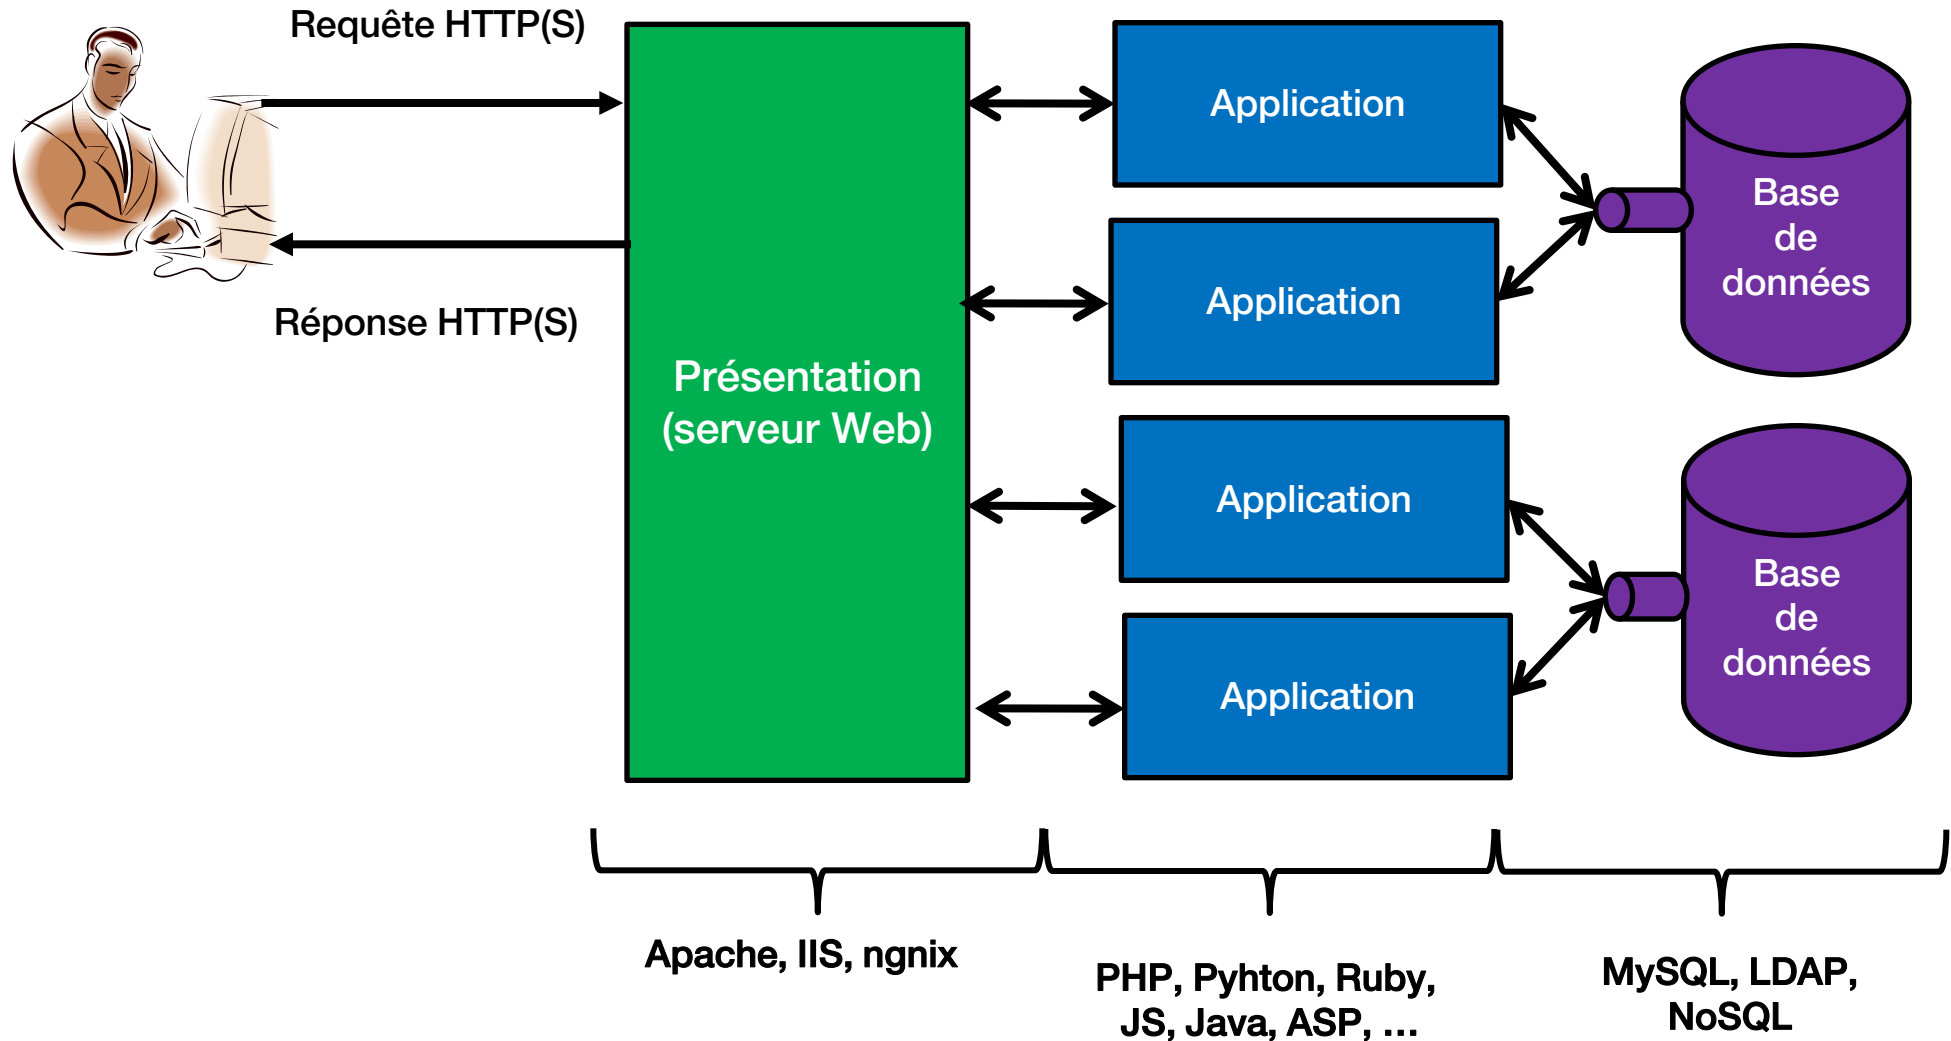 Requête HTTP(S)
Réponse HTTP(S)
Présentation
(serveur Web)
Application
Application
Application
Application
Base
de
données
Base
de
données
Apache, IIS, ngnix
PHP, Pyhton, Ruby,
JS, Java, ASP, ...
MySQL, LDAP,
NoSQL